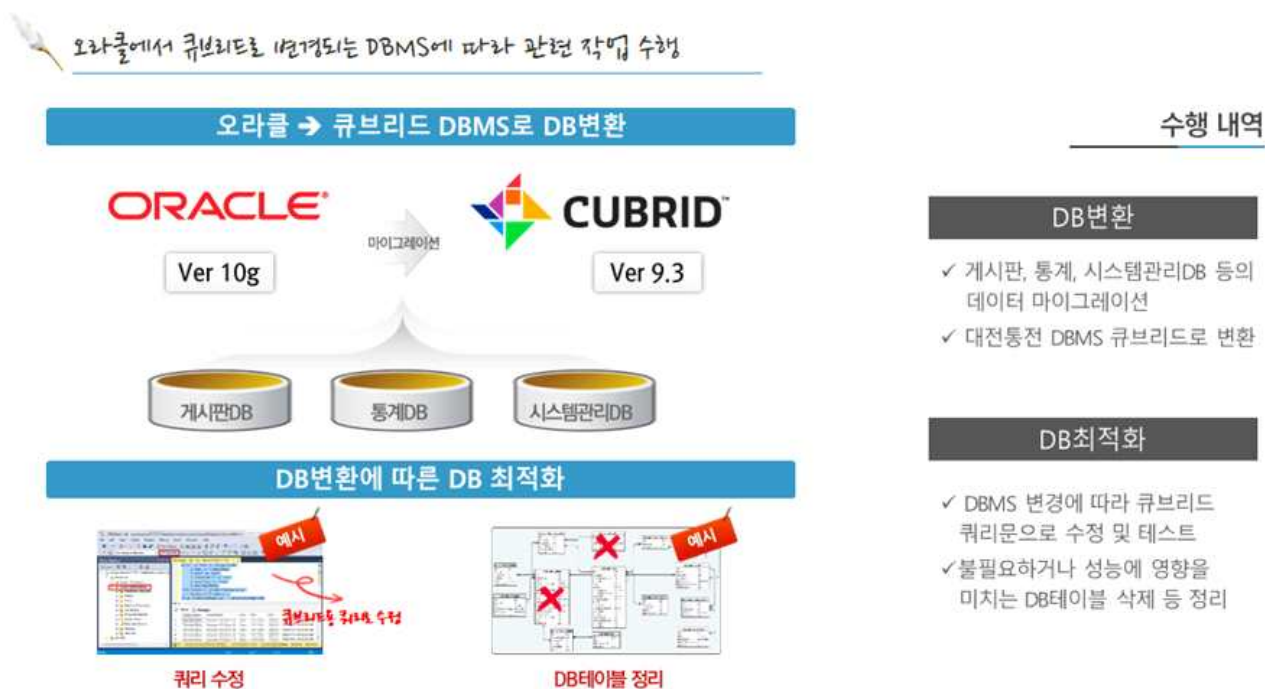 오라클에서 큐브리드로 변경되는 DBMS에 따라 관련 작업 수행
오라클 → 큐브리드 DBMS로 DB변환
ORACLE®
마이그레이션
CUBRID™
Ver 10g
Ver 9.3
게시판DB
통계DB
시스템관리DB
DB변환에 따른 DB 최적화
예시
큐브리드용 쿼리로 수정
쿼리 수정
예시
DB테이블 정리
수행 내역
DB변환
✓ 게시판, 통계, 시스템관리DB 등의
데이터 마이그레이션
✓ 대전통전 DBMS 큐브리드로 변환
DB최적화
✓ DBMS 변경에 따라 큐브리드
쿼리문으로 수정 및 테스트
✓불필요하거나 성능에 영향을
미치는 DB테이블 삭제 등 정리